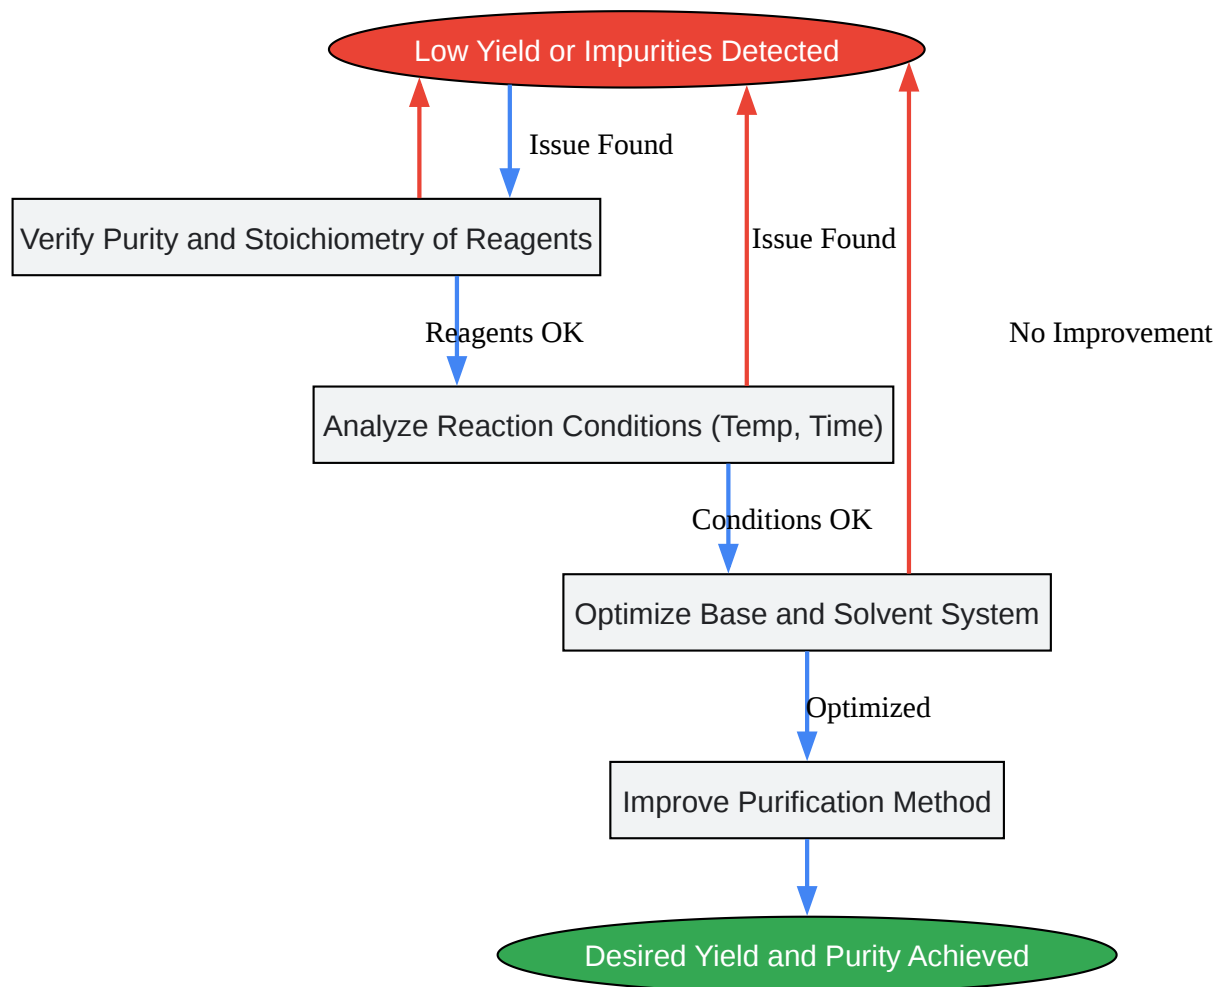 Low Yield or Impurities Detected
Issue Found
Verify Purity and Stoichiometry of Reagents
Issue Found
Reagents OK
No Improvement
Analyze Reaction Conditions (Temp, Time)
Conditions OK
Optimize Base and Solvent System
Optimized
Improve Purification Method
Desired Yield and Purity Achieved